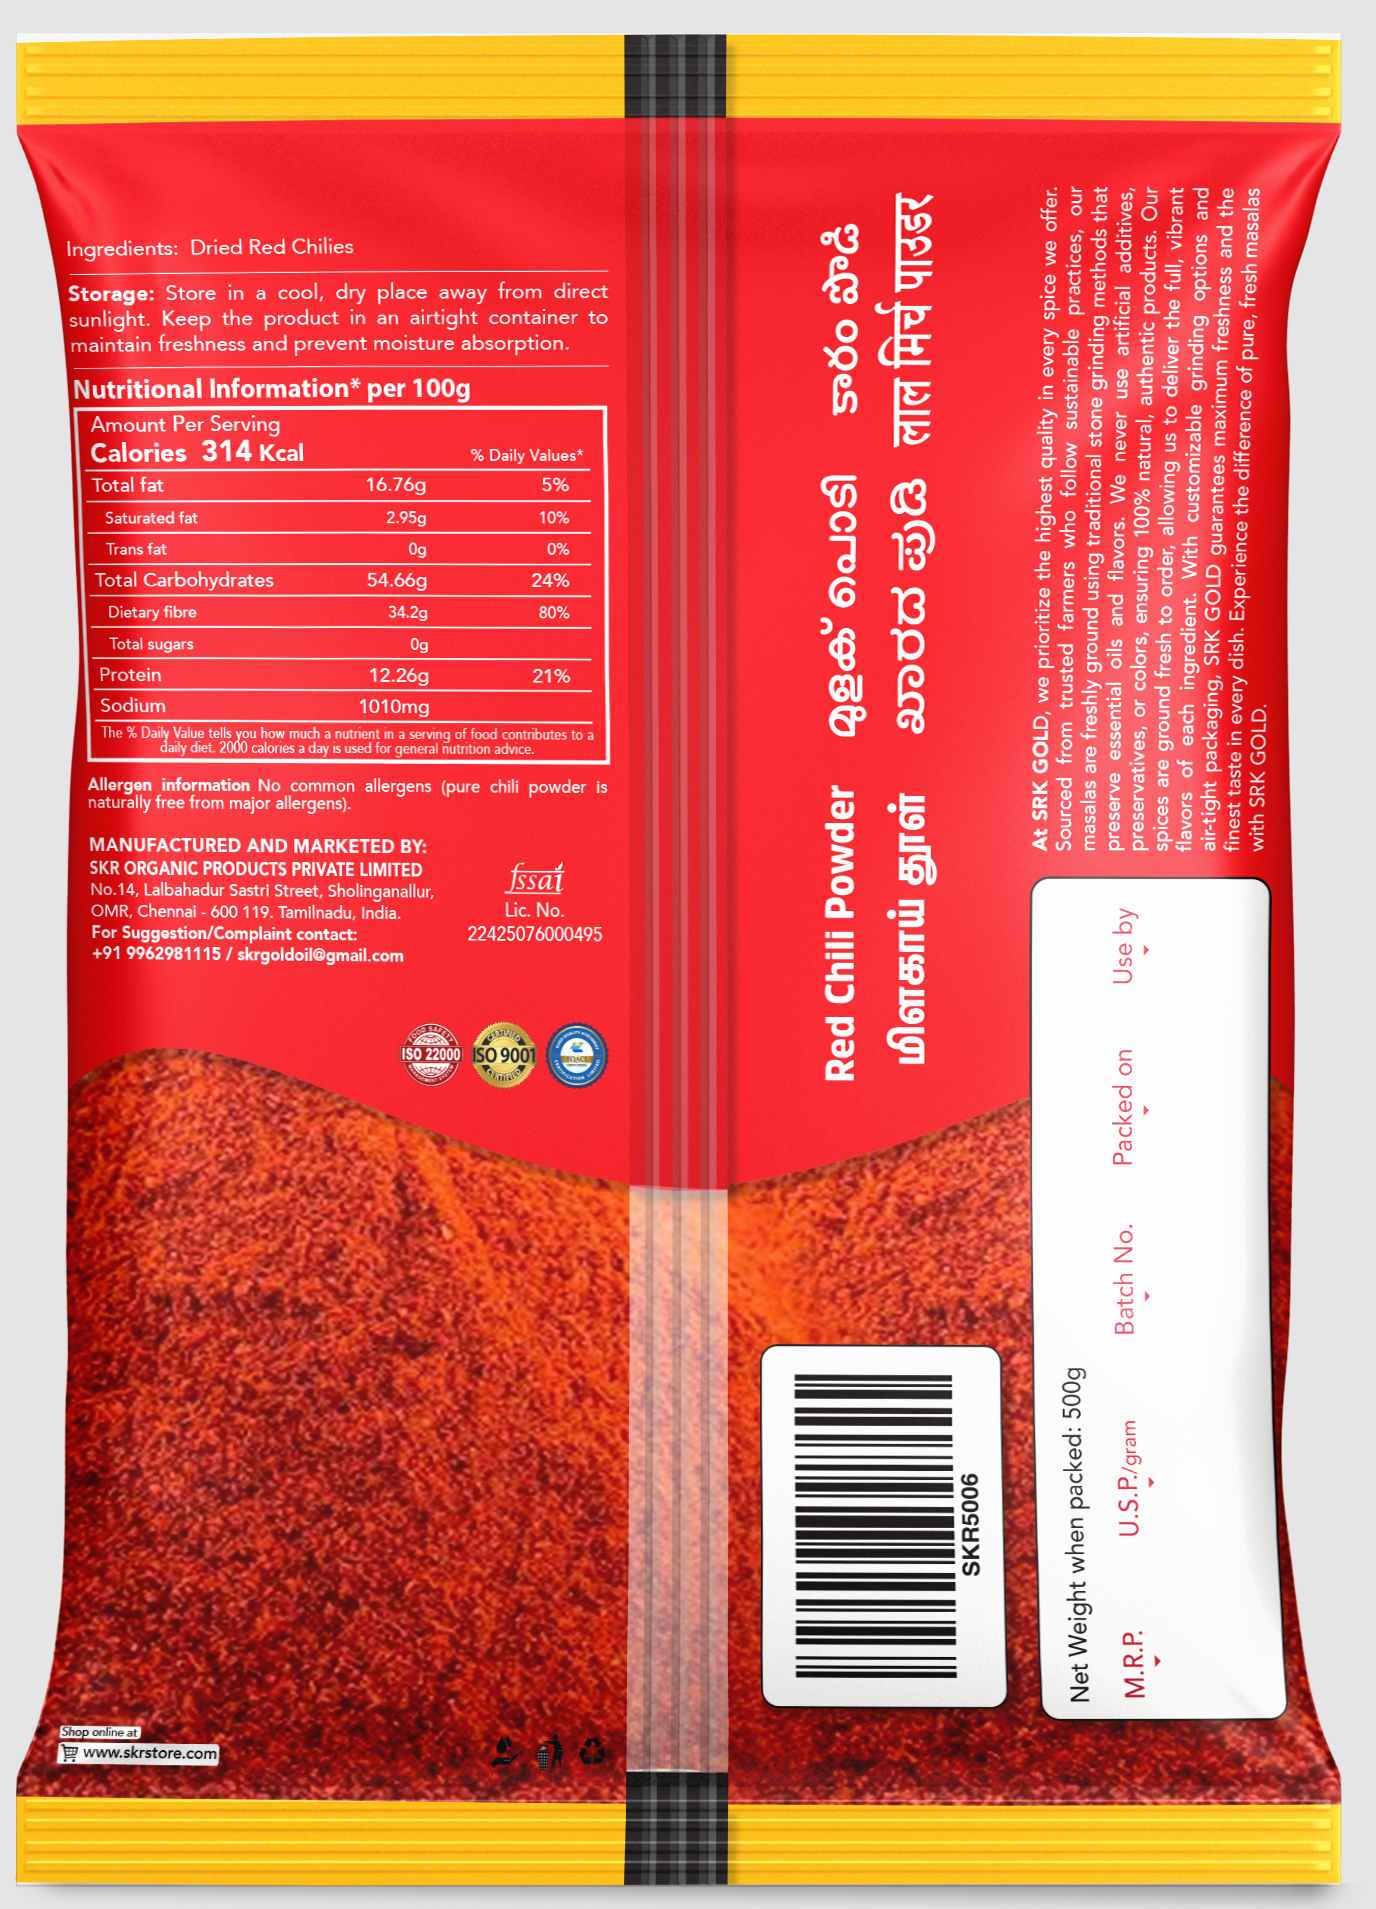 Ingredients: Dried Red Chilies
Storage: Store in a cool, dry place away from direct
sunlight. Keep the product in an airtight container to
maintain freshness and prevent moisture absorption.
Nutritional Information* per 100g
Amount Per Serving
Calories 314 Kcal % Daily Values*
Total fat 16.76g 5%
Saturated fat 2.95g 10%
Trans fat 0g 0%
Total Carbohydrates 54.66g 24%
Dietary fibre 34.2g 80%
Total sugars 0g
Protein 12.26g 21%
Sodium 1010mg
The % Daily Value tells you how much a nutrient in a serving of food contributes to a
daily diet. 2000 calories a day is used for general nutrition advice.
Allergen information No common allergens (pure chili powder is
naturally free from major allergens).
MANUFACTURED AND MARKETED BY:
SKR ORGANIC PRODUCTS PRIVATE LIMITED
No.14, Lalbahadur Sastri Street, Sholinganallur,
OMR, Chennai - 600 119. Tamilnadu, India.
For Suggestion/Complaint contact:
+91 9962981115 / skrgoldoil@gmail.com
fssai
Lic. No.
22425076000495
FOOD SAFETY
ISO 22000
CERTIFIED
ISO 9001
CERTIFIED
Shop online at
www.skrstore.com
Red Chili Powder മുളക് പൊടി కారం పొడి
மிளகாய் தூள் ಖಾರದ ಪುಡಿ लाल मिर्च पाउडर
At SRK GOLD, we prioritize the highest quality in every spice we offer.
Sourced from trusted farmers who follow sustainable practices, our
masalas are freshly ground using traditional stone grinding methods that
preserve essential oils and flavors. We never use artificial additives,
preservatives, or colors, ensuring 100% natural, authentic products. Our
spices are ground fresh to order, allowing us to deliver the full, vibrant
flavors of each ingredient. With customizable grinding options and
air-tight packaging, SRK GOLD guarantees maximum freshness and the
finest taste in every dish. Experience the difference of pure, fresh masalas
with SRK GOLD.
SKR5006
Net Weight when packed: 500g
M.R.P. U.S.P./gram Batch No. Packed on Use by